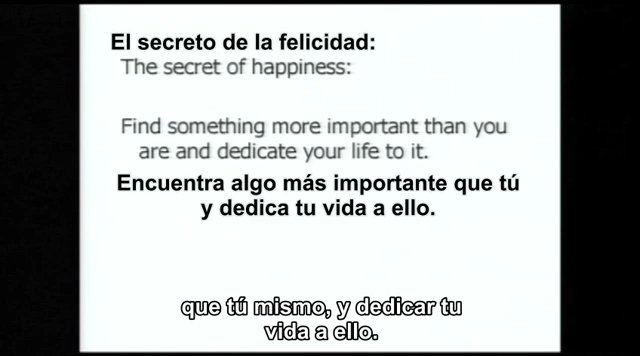 El secreto de la felicidad:
The secret of happiness:
Find something more important than you
are and dedicate your life to it.
Encuentra algo más importante que tú
y dedica tu vida a ello.
que tú mismo, y dedicar tu
vida a ello.